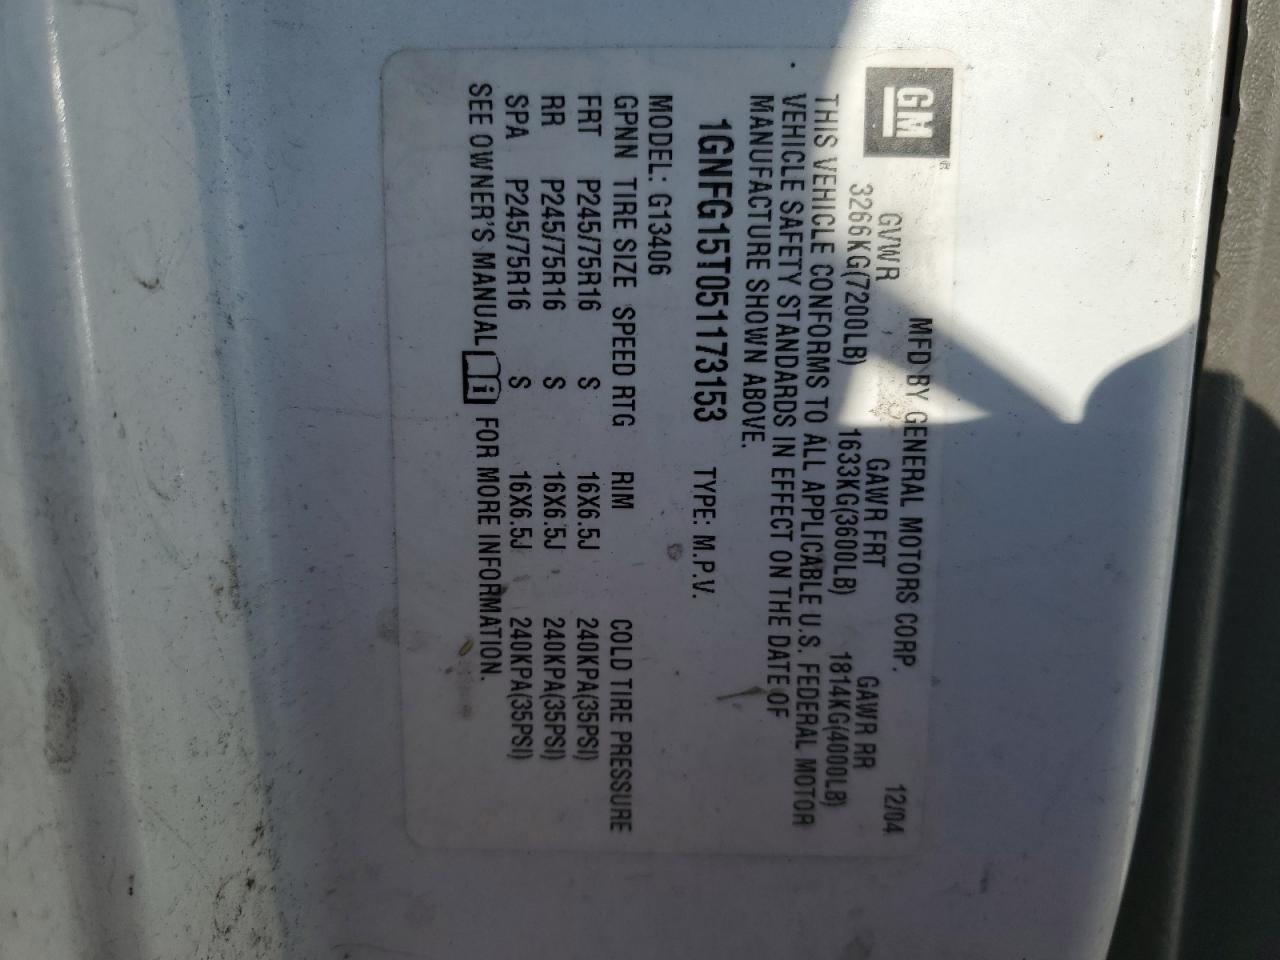 GM
MFD BY GENERAL MOTORS CORP. 12/04
GVWR GAWR FRT GAWR RR
3266KG(7200LB) 1633KG(3600LB) 1814KG(4000LB)
THIS VEHICLE CONFORMS TO ALL APPLICABLE U.S. FEDERAL MOTOR
VEHICLE SAFETY STANDARDS IN EFFECT ON THE DATE OF
MANUFACTURE SHOWN ABOVE.
1GNFG15T051173153 TYPE: M.P.V.
MODEL: G13406
GPNN TIRE SIZE SPEED RTG RIM COLD TIRE PRESSURE
FRT P245/75R16 S 16X6.5J 240KPA(35PSI)
RR P245/75R16 S 16X6.5J 240KPA(35PSI)
SPA P245/75R16 S 16X6.5J 240KPA(35PSI)
SEE OWNER'S MANUAL i FOR MORE INFORMATION.